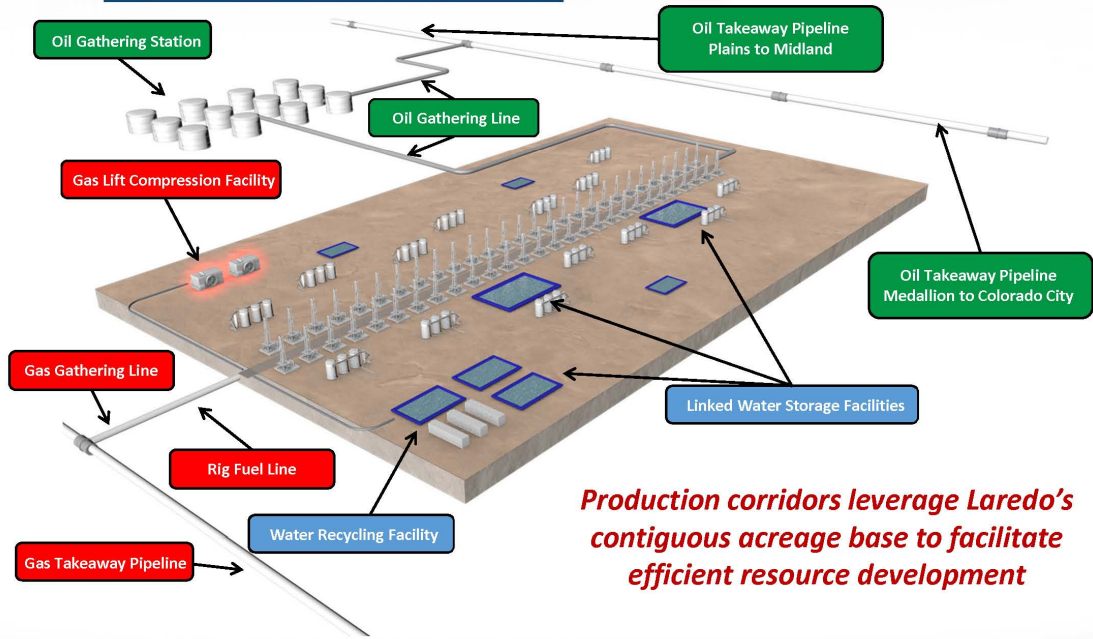 Oil Gathering Station
Oil Takeaway Pipeline
Plains to Midland
Oil Gathering Line
Gas Lift Compression Facility
Oil Takeaway Pipeline
Medallion to Colorado City
Gas Gathering Line
Linked Water Storage Facilities
Rig Fuel Line
Water Recycling Facility
Gas Takeaway Pipeline
Production corridors leverage Laredo's
contiguous acreage base to facilitate
efficient resource development